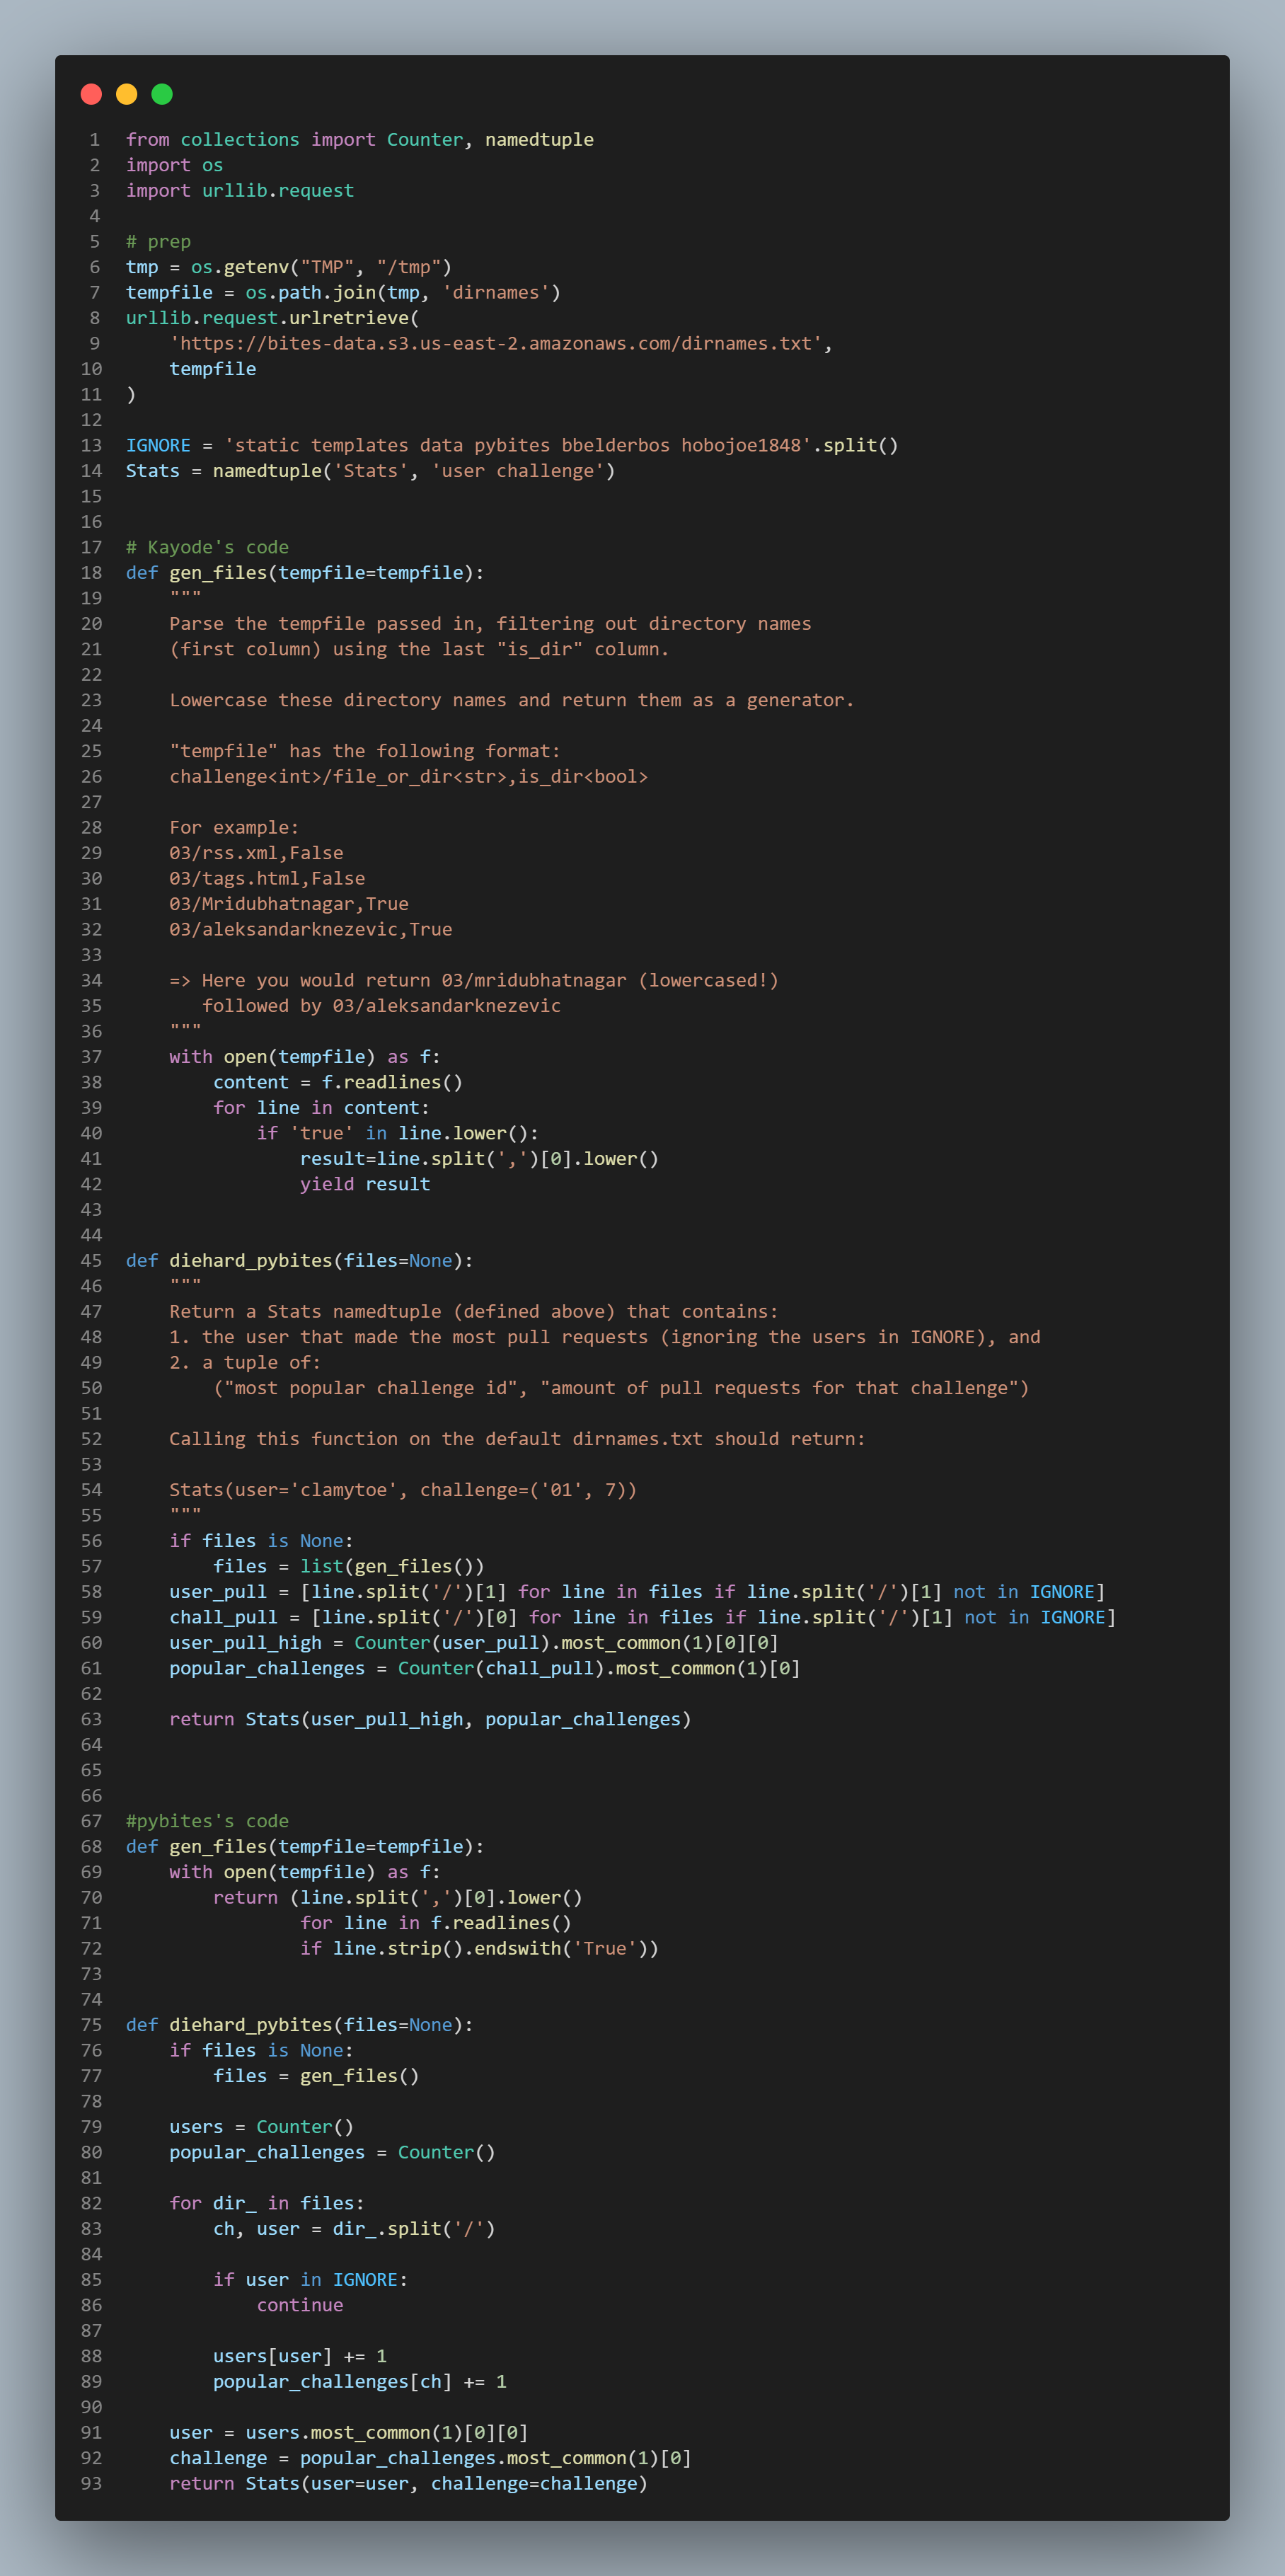 1 from collections import Counter, namedtuple
2 import os
3 import urllib.request
4
5 # prep
6 tmp = os.getenv("TMP", "/tmp")
7 tempfile = os.path.join(tmp, 'dirnames')
8 urllib.request.urlretrieve(
9     'https://bites-data.s3.us-east-2.amazonaws.com/dirnames.txt',
10     tempfile
11 )
12
13 IGNORE = 'static templates data pybites bbelderbos hobojoe1848'.split()
14 Stats = namedtuple('Stats', 'user challenge')
15
16
17 # Kayode's code
18 def gen_files(tempfile=tempfile):
19     """
20     Parse the tempfile passed in, filtering out directory names
21     (first column) using the last "is_dir" column.
22
23     Lowercase these directory names and return them as a generator.
24
25     "tempfile" has the following format:
26     challenge<int>/file_or_dir<str>,is_dir<bool>
27
28     For example:
29     03/rss.xml,False
30     03/tags.html,False
31     03/Mridubhatnagar,True
32     03/aleksandarknezevic,True
33
34     => Here you would return 03/mridubhatnagar (lowercased!)
35        followed by 03/aleksandarknezevic
36     """
37     with open(tempfile) as f:
38         content = f.readlines()
39         for line in content:
40             if 'true' in line.lower():
41                 result=line.split(',')[0].lower()
42                 yield result
43
44
45 def diehard_pybites(files=None):
46     """
47     Return a Stats namedtuple (defined above) that contains:
48     1. the user that made the most pull requests (ignoring the users in IGNORE), and
49     2. a tuple of:
50         ("most popular challenge id", "amount of pull requests for that challenge")
51
52     Calling this function on the default dirnames.txt should return:
53
54     Stats(user='clamytoe', challenge=('01', 7))
55     """
56     if files is None:
57         files = list(gen_files())
58     user_pull = [line.split('/')[1] for line in files if line.split('/')[1] not in IGNORE]
59     chall_pull = [line.split('/')[0] for line in files if line.split('/')[1] not in IGNORE]
60     user_pull_high = Counter(user_pull).most_common(1)[0][0]
61     popular_challenges = Counter(chall_pull).most_common(1)[0]
62
63     return Stats(user_pull_high, popular_challenges)
64
65
66
67 #pybites's code
68 def gen_files(tempfile=tempfile):
69     with open(tempfile) as f:
70         return (line.split(',')[0].lower()
71                 for line in f.readlines()
72                 if line.strip().endswith('True'))
73
74
75 def diehard_pybites(files=None):
76     if files is None:
77         files = gen_files()
78
79     users = Counter()
80     popular_challenges = Counter()
81
82     for dir_ in files:
83         ch, user = dir_.split('/')
84
85         if user in IGNORE:
86             continue
87
88         users[user] += 1
89         popular_challenges[ch] += 1
90
91     user = users.most_common(1)[0][0]
92     challenge = popular_challenges.most_common(1)[0]
93     return Stats(user=user, challenge=challenge)